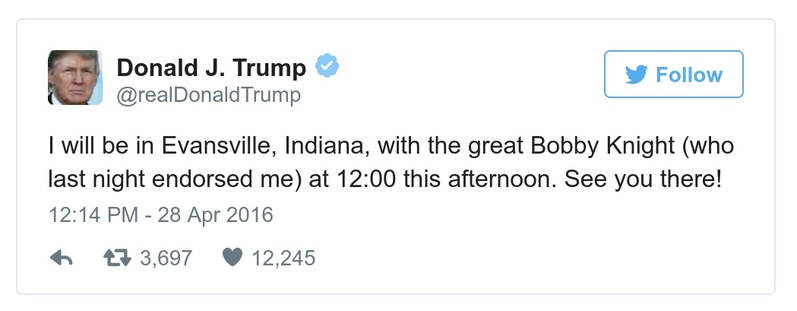 Donald J. Trump
Follow
@realDonaldTrump
I will be in Evansville, Indiana, with the great Bobby Knight (who
last night endorsed me) at 12:00 this afternoon. See you there!
12:14 PM - 28 Apr 2016
3,697 12,245